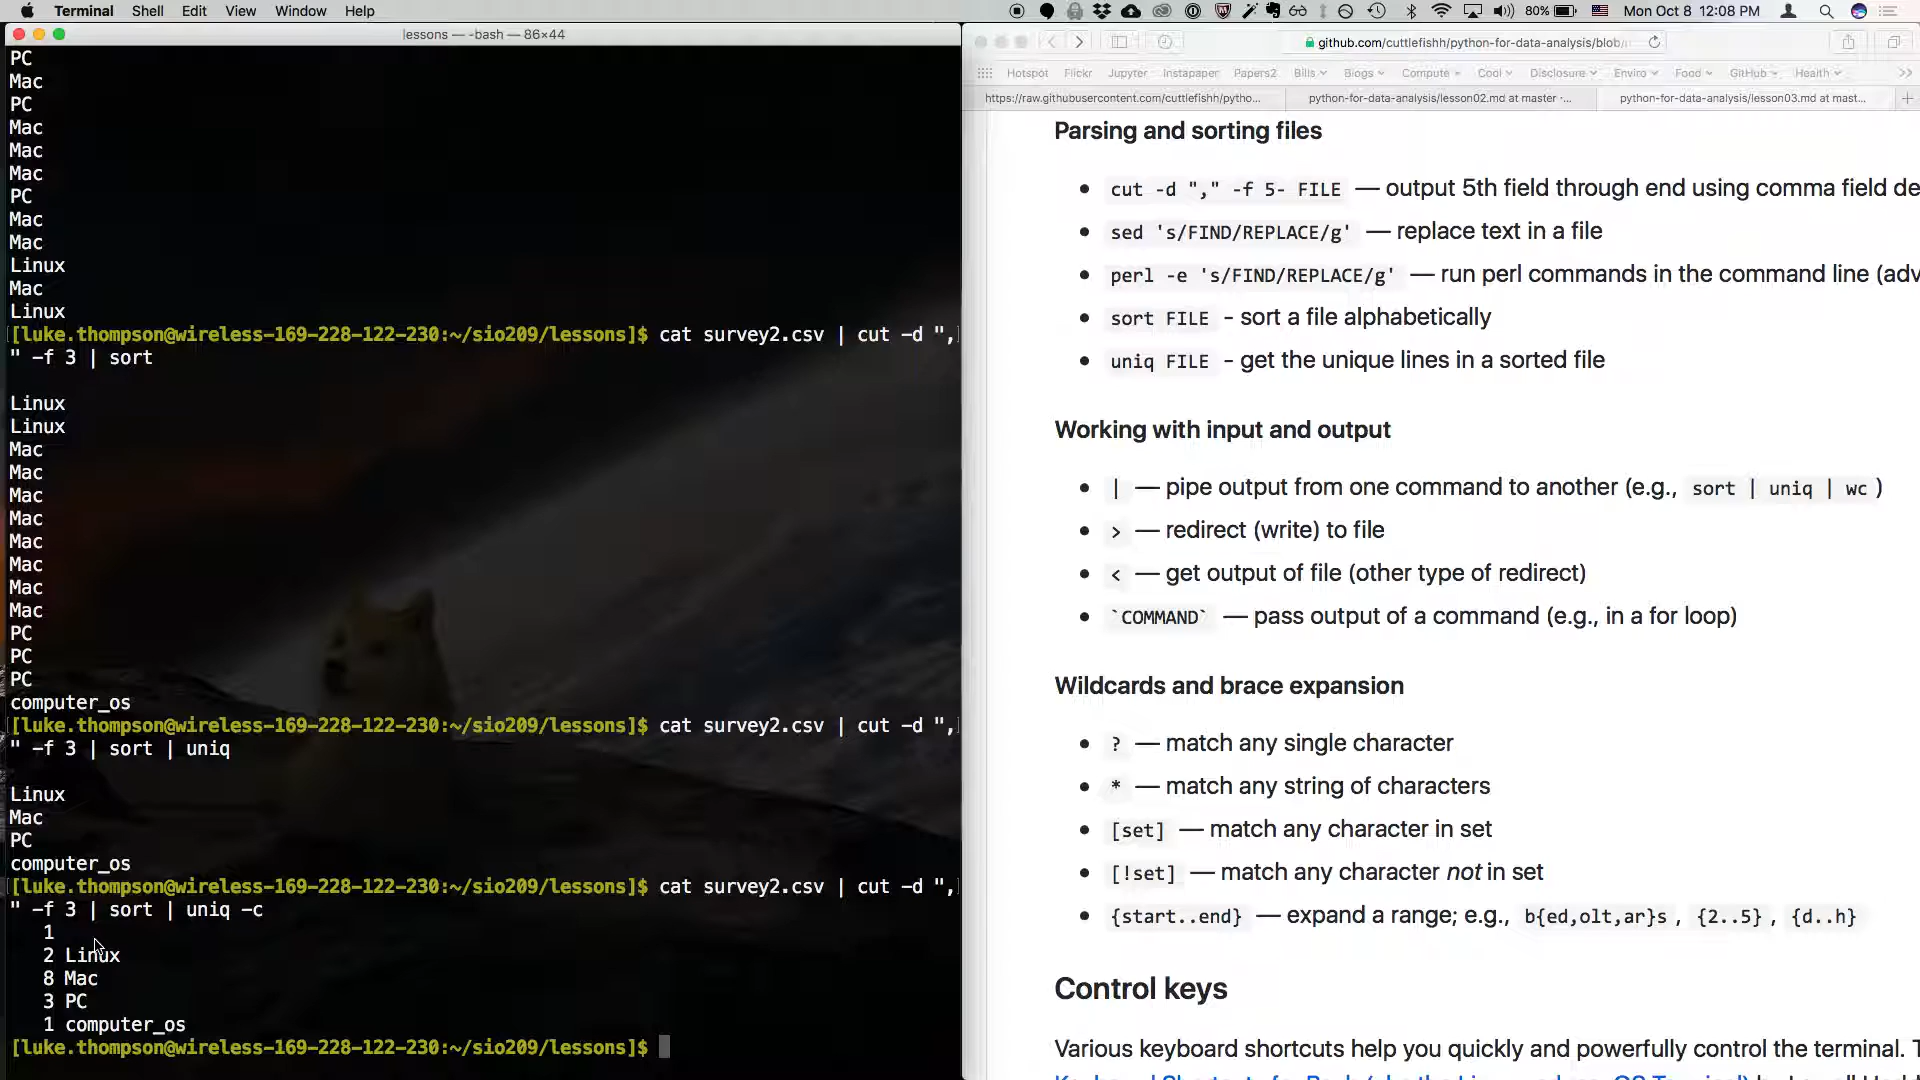 Terminal Shell Edit View Window Help
80% Mon Oct 8 12:08 PM
lessons — -bash — 86×44
PC
Mac
PC
Mac
Mac
Mac
PC
Mac
Mac
Linux
Mac
Linux
[luke.thompson@wireless-169-228-122-230:~/sio209/lessons]$ cat survey2.csv | cut -d ",
" -f 3 | sort
Linux
Linux
Mac
Mac
Mac
Mac
Mac
Mac
Mac
Mac
PC
PC
PC
computer_os
[luke.thompson@wireless-169-228-122-230:~/sio209/lessons]$ cat survey2.csv | cut -d ",
" -f 3 | sort | uniq
Linux
Mac
PC
computer_os
[luke.thompson@wireless-169-228-122-230:~/sio209/lessons]$ cat survey2.csv | cut -d ",
" -f 3 | sort | uniq -c
1
2 Linux
8 Mac
3 PC
1 computer_os
[luke.thompson@wireless-169-228-122-230:~/sio209/lessons]$
github.com/cuttlefishh/python-for-data-analysis/blob/
Hotspot Flickr Jupyter Instapaper Papers2 Bills Blogs Compute Cool Disclosure Enviro Food GitHub Health
https://raw.githubusercontent.com/cuttlefishh/pytho... python-for-data-analysis/lesson02.md at master ·... python-for-data-analysis/lesson03.md at mast...
Parsing and sorting files
• cut -d "," -f 5- FILE — output 5th field through end using comma field de
• sed 's/FIND/REPLACE/g' — replace text in a file
• perl -e 's/FIND/REPLACE/g' — run perl commands in the command line (adv
• sort FILE - sort a file alphabetically
• uniq FILE - get the unique lines in a sorted file
Working with input and output
• | — pipe output from one command to another (e.g., sort | uniq | wc )
• > — redirect (write) to file
• < — get output of file (other type of redirect)
• `COMMAND` — pass output of a command (e.g., in a for loop)
Wildcards and brace expansion
• ? — match any single character
• * — match any string of characters
• [set] — match any character in set
• [!set] — match any character not in set
• {start..end} — expand a range; e.g., b{ed,olt,ar}s , {2..5} , {d..h}
Control keys
Various keyboard shortcuts help you quickly and powerfully control the terminal. T